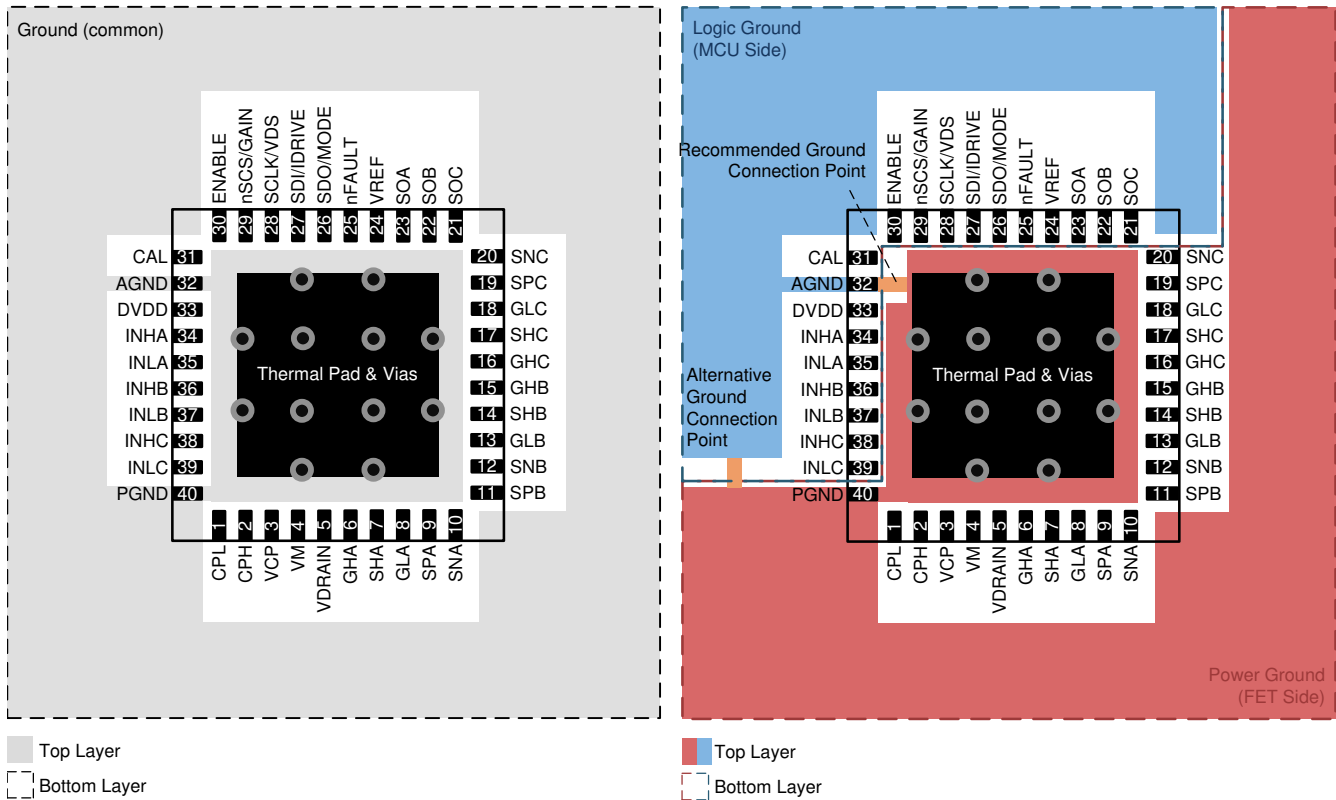 Ground (common)
ENABLE
nSCS/GAIN
SCLK/VDS
SDI/IDRIVE
SDO/MODE
nFAULT
VREF
SOA
SOB
SOC
30
29
28
27
26
25
24
23
22
21
CAL 31
AGND 32
DVDD 33
INHA 34
INLA 35
INHB 36
INLB 37
INHC 38
INLC 39
PGND 40
Thermal Pad & Vias
20 SNC
19 SPC
18 GLC
17 SHC
16 GHC
15 GHB
14 SHB
13 GLB
12 SNB
11 SPB
1
2
3
4
5
6
7
8
9
10
CPL
CPH
VCP
VM
VDRAIN
GHA
SHA
GLA
SPA
SNA
Top Layer
Bottom Layer
Logic Ground
(MCU Side)
Recommended Ground
Connection Point
ENABLE
nSCS/GAIN
SCLK/VDS
SDI/IDRIVE
SDO/MODE
nFAULT
VREF
SOA
SOB
SOC
30
29
28
27
26
25
24
23
22
21
CAL 31
AGND 32
DVDD 33
INHA 34
INLA 35
INHB 36
INLB 37
INHC 38
INLC 39
PGND 40
Alternative
Ground
Connection
Point
Thermal Pad & Vias
20 SNC
19 SPC
18 GLC
17 SHC
16 GHC
15 GHB
14 SHB
13 GLB
12 SNB
11 SPB
1
2
3
4
5
6
7
8
9
10
CPL
CPH
VCP
VM
VDRAIN
GHA
SHA
GLA
SPA
SNA
Power Ground
(FET Side)
Top Layer
Bottom Layer